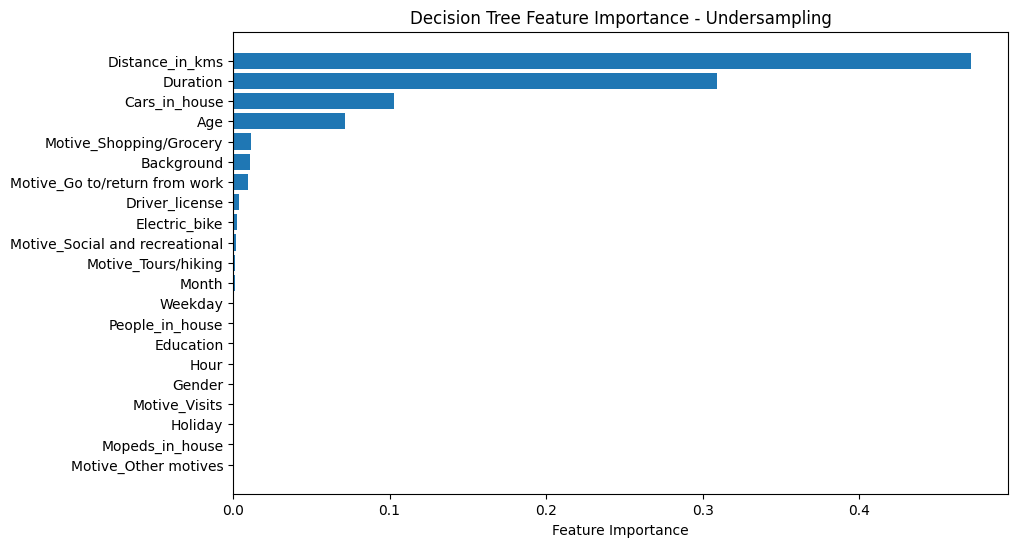 Decision Tree Feature Importance - Undersampling
Distance_in_kms
Duration
Cars_in_house
Age
Motive_Shopping/Grocery
Background
Motive_Go to/return from work
Driver_license
Electric_bike
Motive_Social and recreational
Motive_Tours/hiking
Month
Weekday
People_in_house
Education
Hour
Gender
Motive_Visits
Holiday
Mopeds_in_house
Motive_Other motives
0.0 0.1 0.2 0.3 0.4
Feature Importance